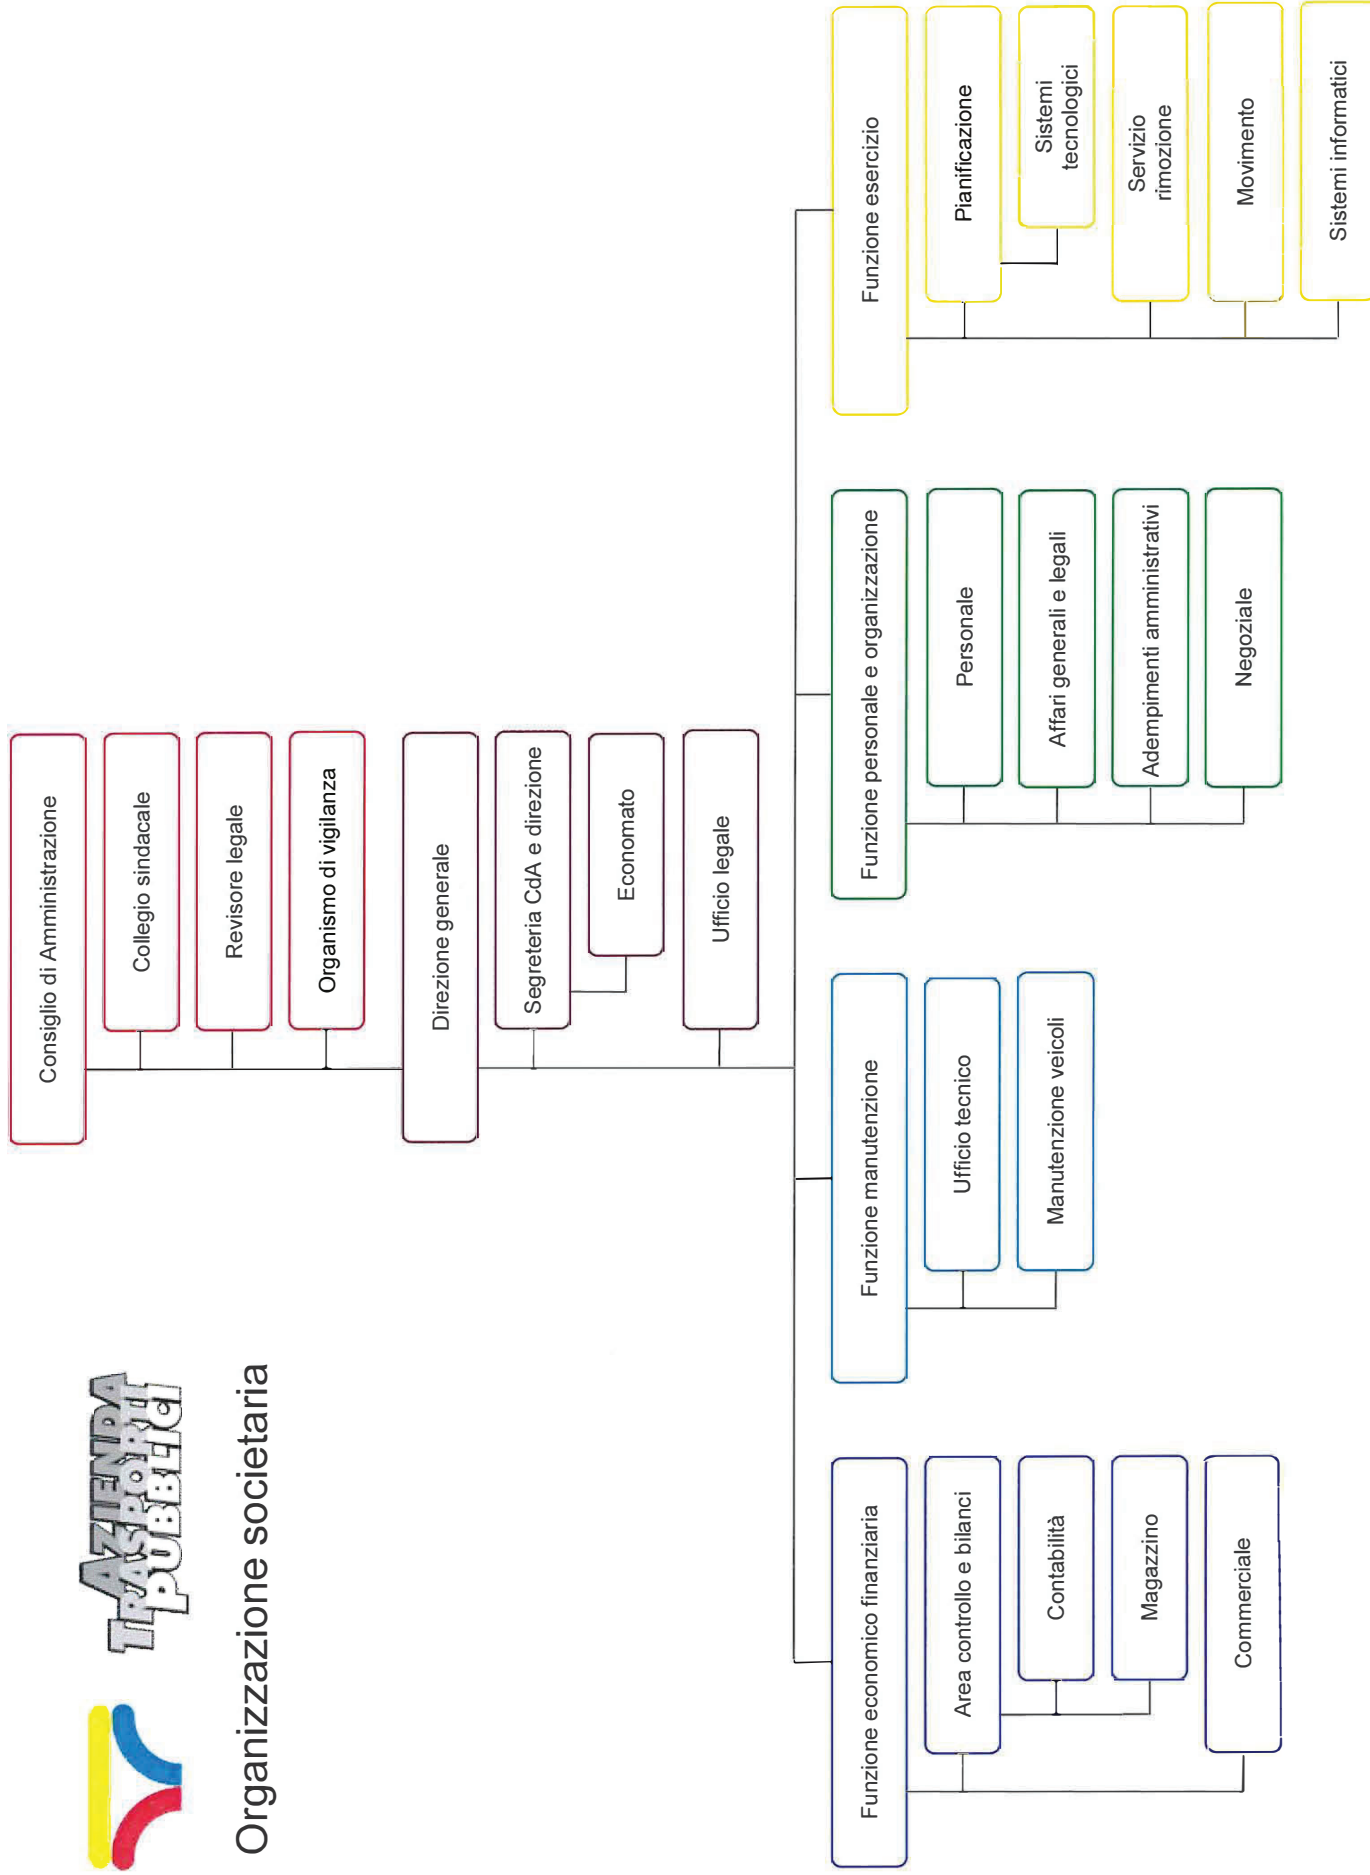 AZIENDA
TRASPORTI
PUBBLICI
Organizzazione societaria
Consiglio di Amministrazione
Collegio sindacale
Revisore legale
Organismo di vigilanza
Direzione generale
Segreteria CdA e direzione
Economato
Ufficio legale
Funzione economico finanziaria
Area controllo e bilanci
Contabilità
Magazzino
Commerciale
Funzione manutenzione
Ufficio tecnico
Manutenzione veicoli
Funzione personale e organizzazione
Personale
Affari generali e legali
Adempimenti amministrativi
Negoziale
Funzione esercizio
Pianificazione
Sistemi
tecnologici
Servizio
rimozione
Movimento
Sistemi informatici